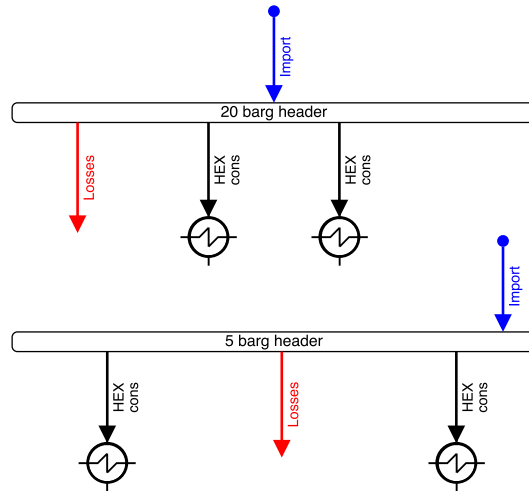 Import
20 barg header
Losses
HEX
cons
HEX
cons
Import
5 barg header
HEX
cons
Losses
HEX
cons